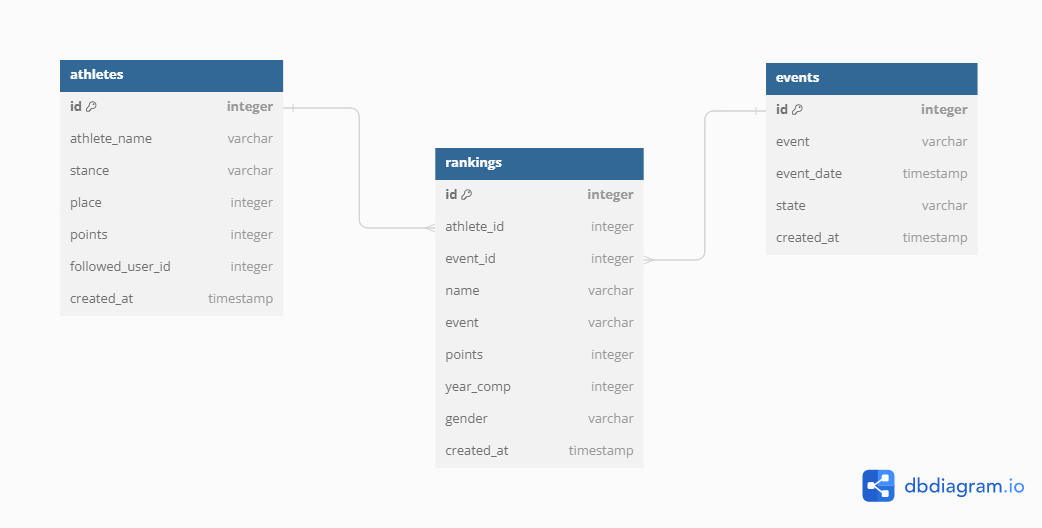 athletes
id integer
athlete_name varchar
stance varchar
place integer
points integer
followed_user_id integer
created_at timestamp
rankings
id integer
athlete_id integer
event_id integer
name varchar
event varchar
points integer
year_comp integer
gender varchar
created_at timestamp
events
id integer
event varchar
event_date timestamp
state varchar
created_at timestamp
dbdiagram.io